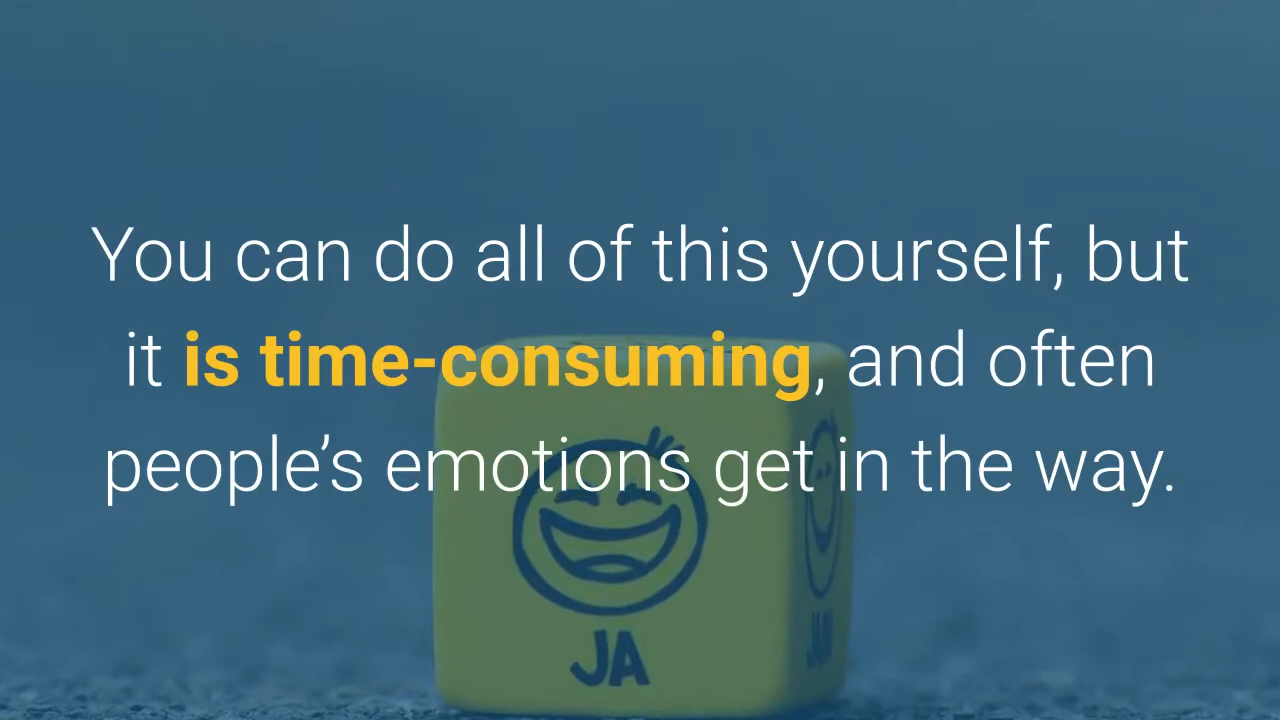 You can do all of this yourself, but
it is time-consuming, and often
people’s emotions get in the way.
JA